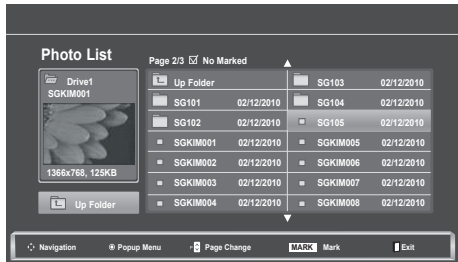 Photo List
Page 2/3 ☑ No Marked
Drive1
SGKIM001
1366x768, 125KB
Up Folder
Up Folder
SG101 02/12/2010
SG102 02/12/2010
SGKIM001 02/12/2010
SGKIM002 02/12/2010
SGKIM003 02/12/2010
SGKIM004 02/12/2010
SG103 02/12/2010
SG104 02/12/2010
SG105 02/12/2010
SGKIM005 02/12/2010
SGKIM006 02/12/2010
SGKIM007 02/12/2010
SGKIM008 02/12/2010
Navigation Popup Menu Page Change MARK Mark Exit